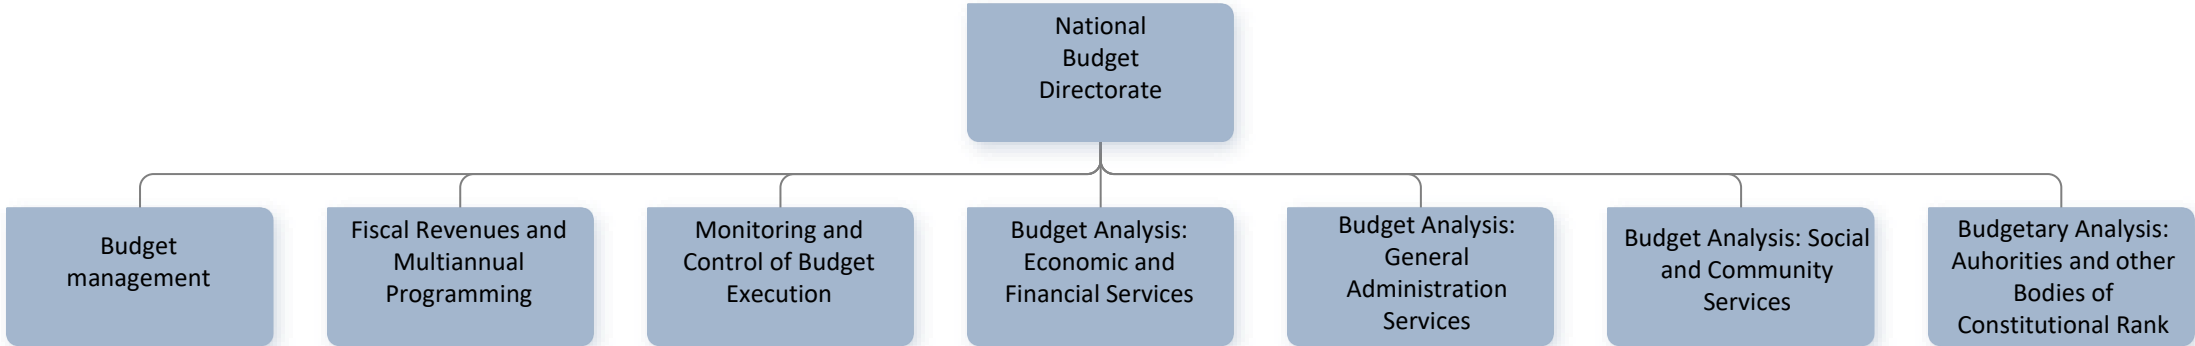 National
Budget
Directorate
Budget
management
Fiscal Revenues and
Multiannual
Programming
Monitoring and
Control of Budget
Execution
Budget Analysis:
Economic and
Financial Services
Budget Analysis:
General
Administration
Services
Budget Analysis: Social
and Community
Services
Budgetary Analysis:
Auhorities and other
Bodies of
Constitutional Rank